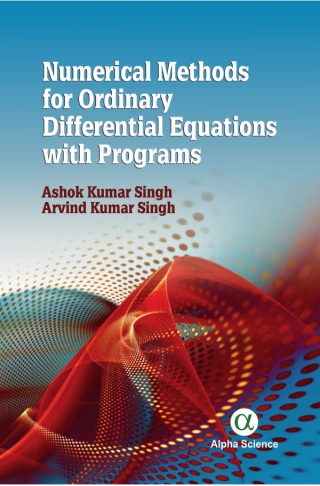 Numerical Methods
for Ordinary
Differential Equations
with Programs
Ashok Kumar Singh
Arvind Kumar Singh
α
Alpha Science